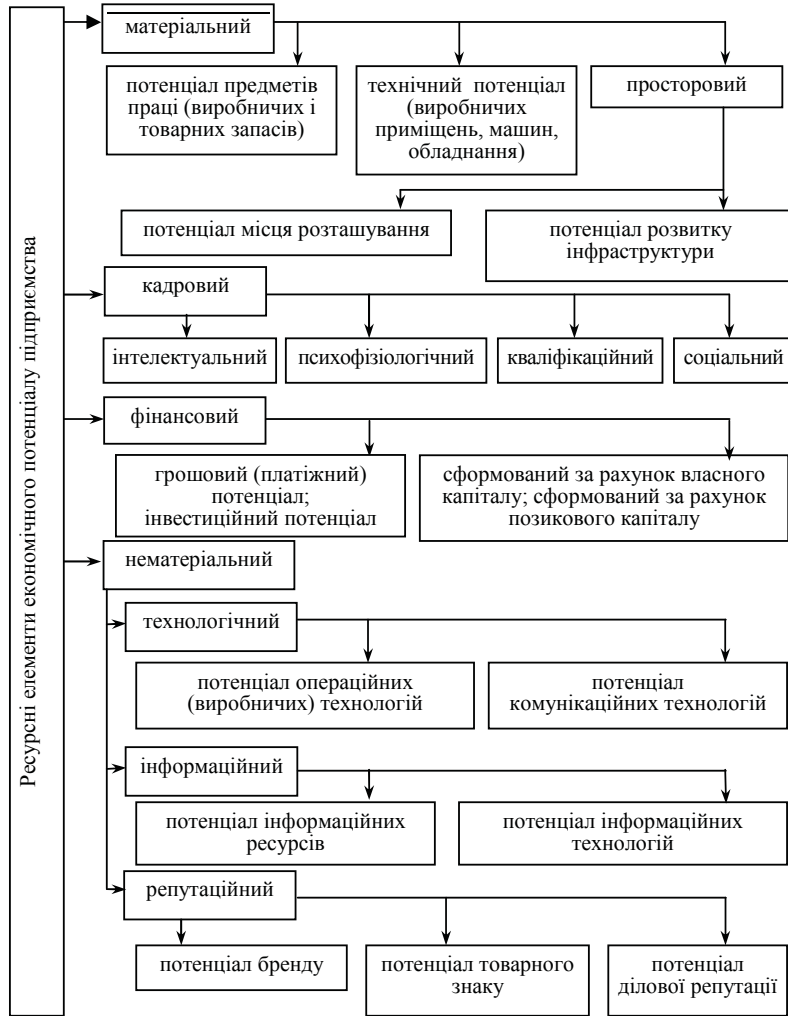 Ресурсні елементи економічного потенціалу підприємства
матеріальний
потенціал предметів
праці (виробничих і
товарних запасів)
технічний потенціал
(виробничих
приміщень, машин,
обладнання)
просторовий
потенціал місця розташування
потенціал розвитку
інфраструктури
кадровий
інтелектуальний
психофізіологічний
кваліфікаційний
соціальний
фінансовий
грошовий (платіжний)
потенціал;
інвестиційний потенціал
сформований за рахунок власного
капіталу; сформований за рахунок
позикового капіталу
нематеріальний
технологічний
потенціал операційних
(виробничих) технологій
потенціал
комунікаційних технологій
інформаційний
потенціал інформаційних
ресурсів
потенціал інформаційних
технологій
репутаційний
потенціал бренду
потенціал товарного
знаку
потенціал
ділової репутації